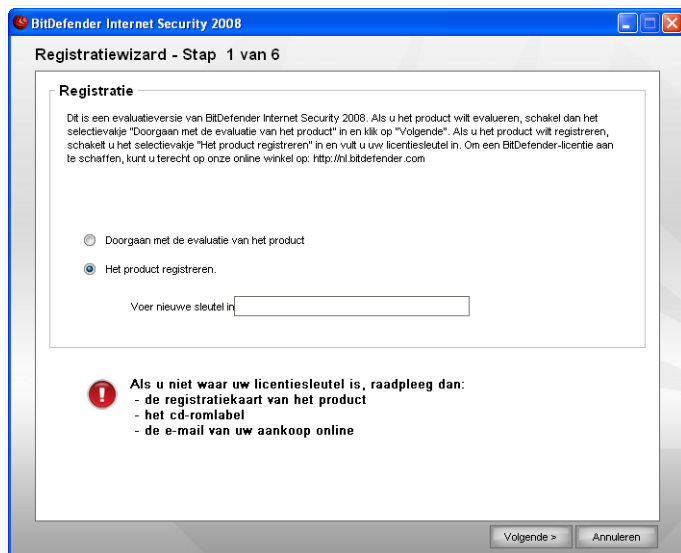 BitDefender Internet Security 2008
Registratiewizard - Stap 1 van 6
Registratie
Dit is een evaluatieversie van BitDefender Internet Security 2008. Als u het product wilt evalueren, schakel dan het
selectievakje "Doorgaan met de evaluatie van het product" in en klik op "Volgende". Als u het product wilt registreren,
schakelt u het selectievakje "Het product registreren" in en vult u uw licentiesleutel in. Om een BitDefender-licentie aan
te schaffen, kunt u terecht op onze online winkel op: http://nl.bitdefender.com
Doorgaan met de evaluatie van het product
Het product registreren.
Voer nieuwe sleutel in
Als u niet waar uw licentiesleutel is, raadpleeg dan:
- de registratiekaart van het product
- het cd-romlabel
- de e-mail van uw aankoop online
Volgende >
Annuleren